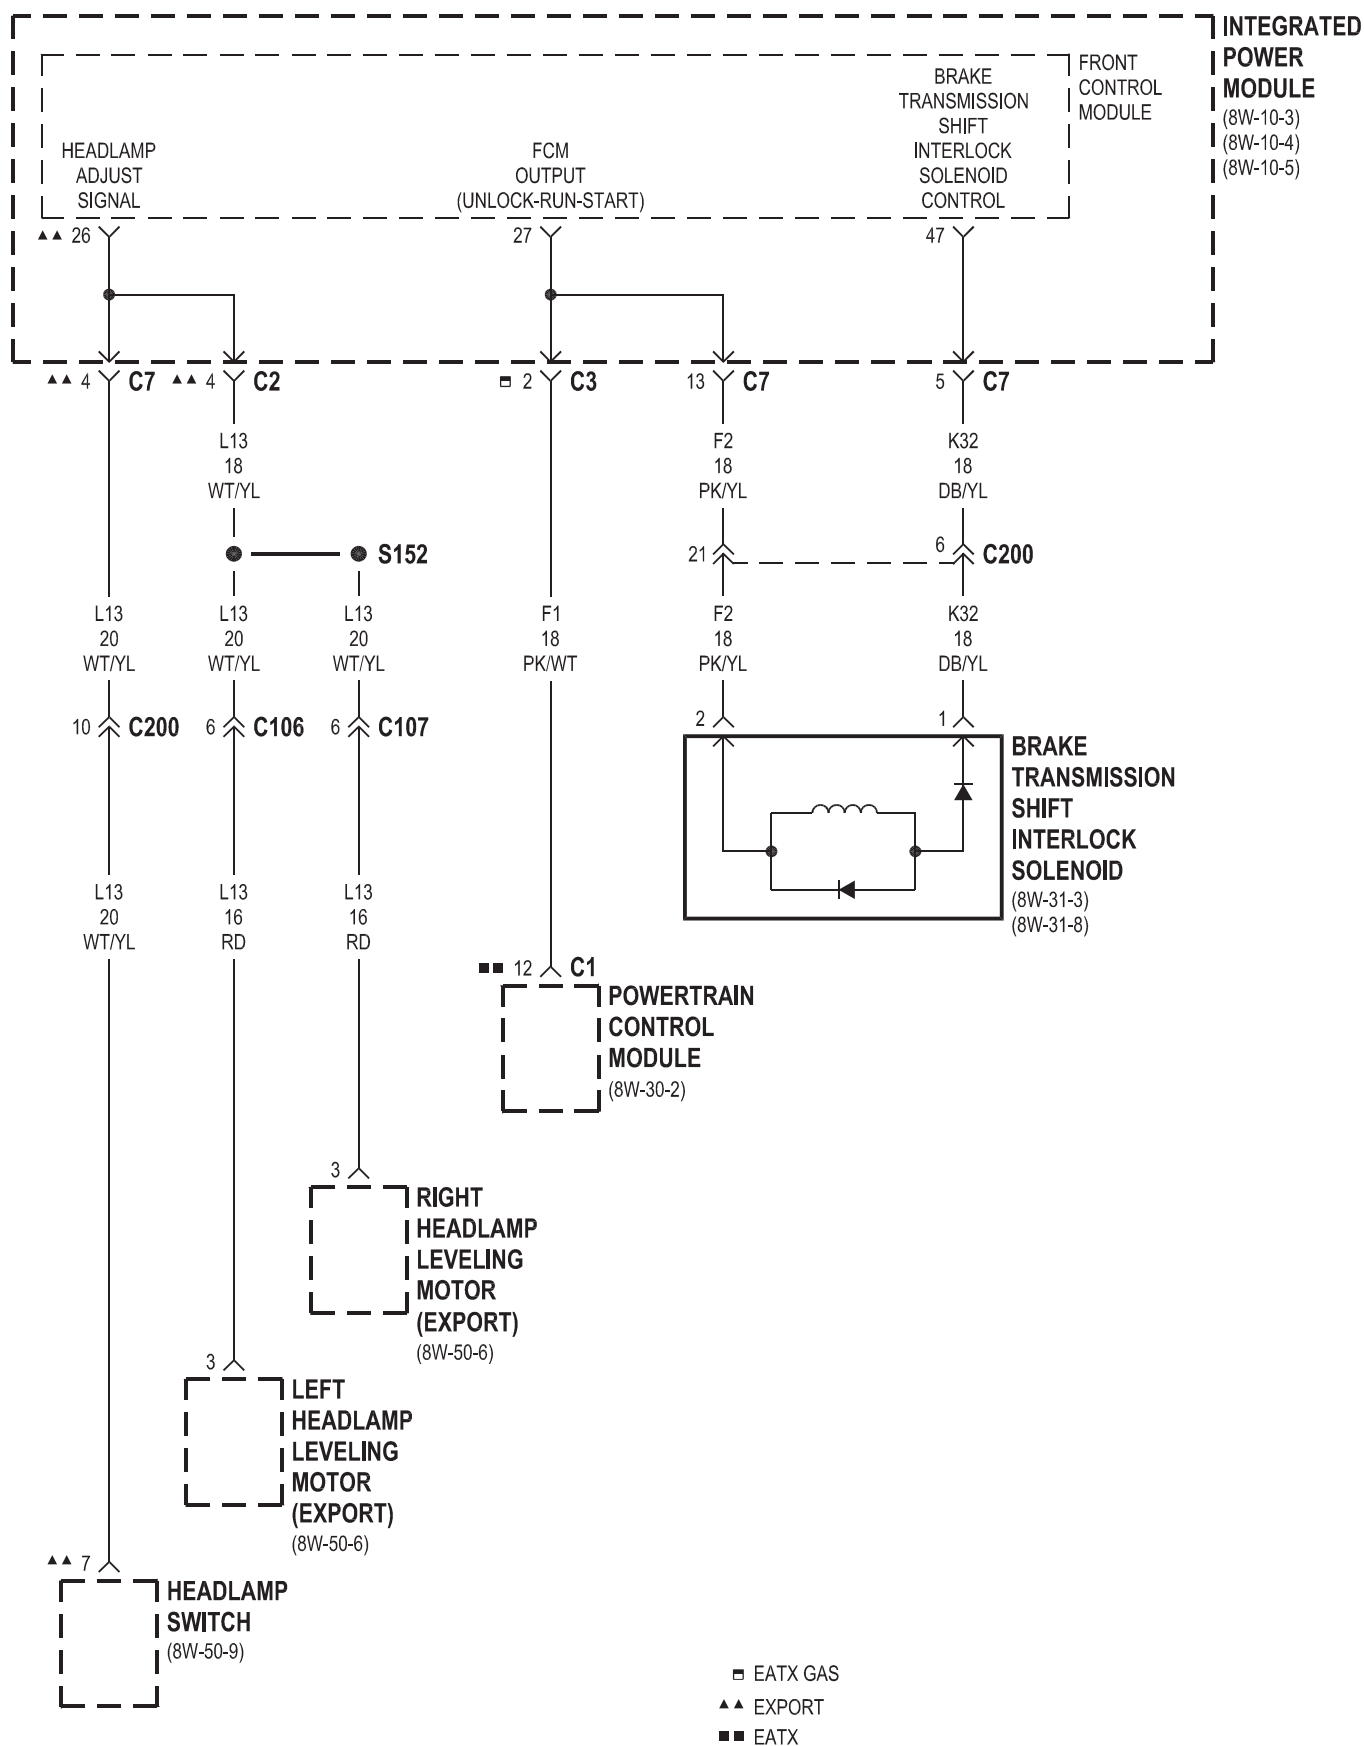 INTEGRATED
POWER
MODULE
(8W-10-3)
(8W-10-4)
(8W-10-5)
FRONT
CONTROL
MODULE
HEADLAMP
ADJUST
SIGNAL
FCM
OUTPUT
(UNLOCK-RUN-START)
BRAKE
TRANSMISSION
SHIFT
INTERLOCK
SOLENOID
CONTROL
26
27
47
4 C7
4 C2
2 C3
13 C7
5 C7
L13
18
WT/YL
F2
18
PK/YL
K32
18
DB/YL
S152
21
6 C200
L13
20
WT/YL
L13
20
WT/YL
L13
20
WT/YL
F1
18
PK/WT
F2
18
PK/YL
K32
18
DB/YL
10 C200
6 C106
6 C107
2
1
BRAKE
TRANSMISSION
SHIFT
INTERLOCK
SOLENOID
(8W-31-3)
(8W-31-8)
L13
20
WT/YL
L13
16
RD
L13
16
RD
12 C1
POWERTRAIN
CONTROL
MODULE
(8W-30-2)
3
RIGHT
HEADLAMP
LEVELING
MOTOR
(EXPORT)
(8W-50-6)
3
LEFT
HEADLAMP
LEVELING
MOTOR
(EXPORT)
(8W-50-6)
7
HEADLAMP
SWITCH
(8W-50-9)
EATX GAS
EXPORT
EATX